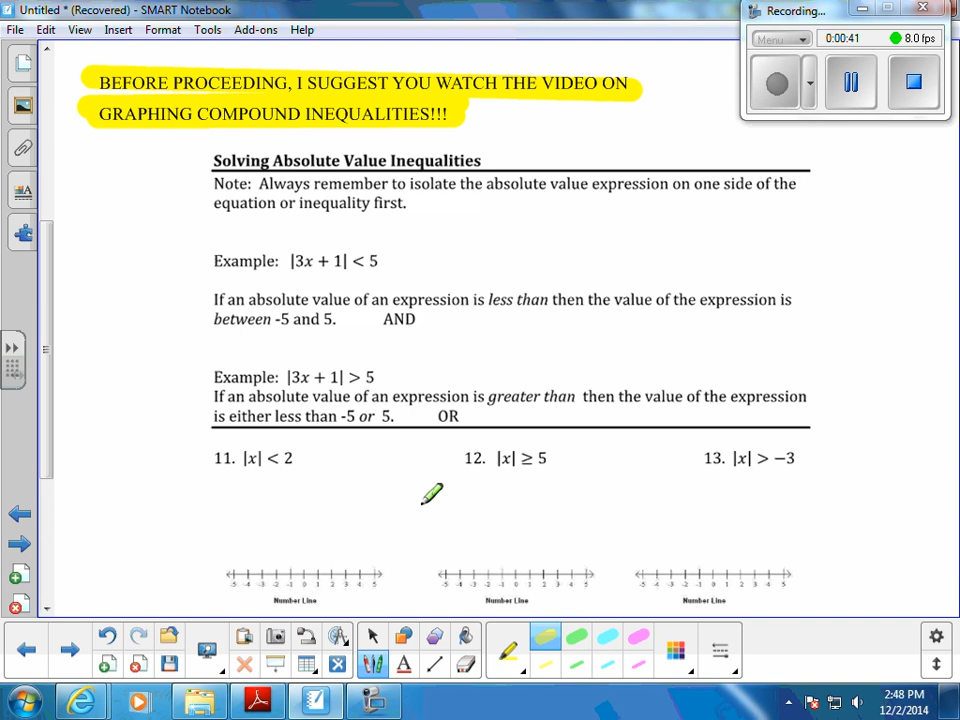 Untitled * (Recovered) - SMART Notebook
Recording...
File Edit View Insert Format Tools Add-ons Help
Menu 0:00:41 8.0 fps
BEFORE PROCEEDING, I SUGGEST YOU WATCH THE VIDEO ON
GRAPHING COMPOUND INEQUALITIES!!!
Solving Absolute Value Inequalities
Note: Always remember to isolate the absolute value expression on one side of the
equation or inequality first.
Example: |3x + 1| < 5
If an absolute value of an expression is less than then the value of the expression is
between -5 and 5. AND
Example: |3x + 1| > 5
If an absolute value of an expression is greater than then the value of the expression
is either less than -5 or 5. OR
11. |x| < 2 12. |x| ≥ 5 13. |x| > −3
-5 -4 -3 -2 -1 0 1 2 3 4 5 -5 -4 -3 -2 -1 0 1 2 3 4 5 -5 -4 -3 -2 -1 0 1 2 3 4 5
Number Line Number Line Number Line
A
2:48 PM
12/2/2014